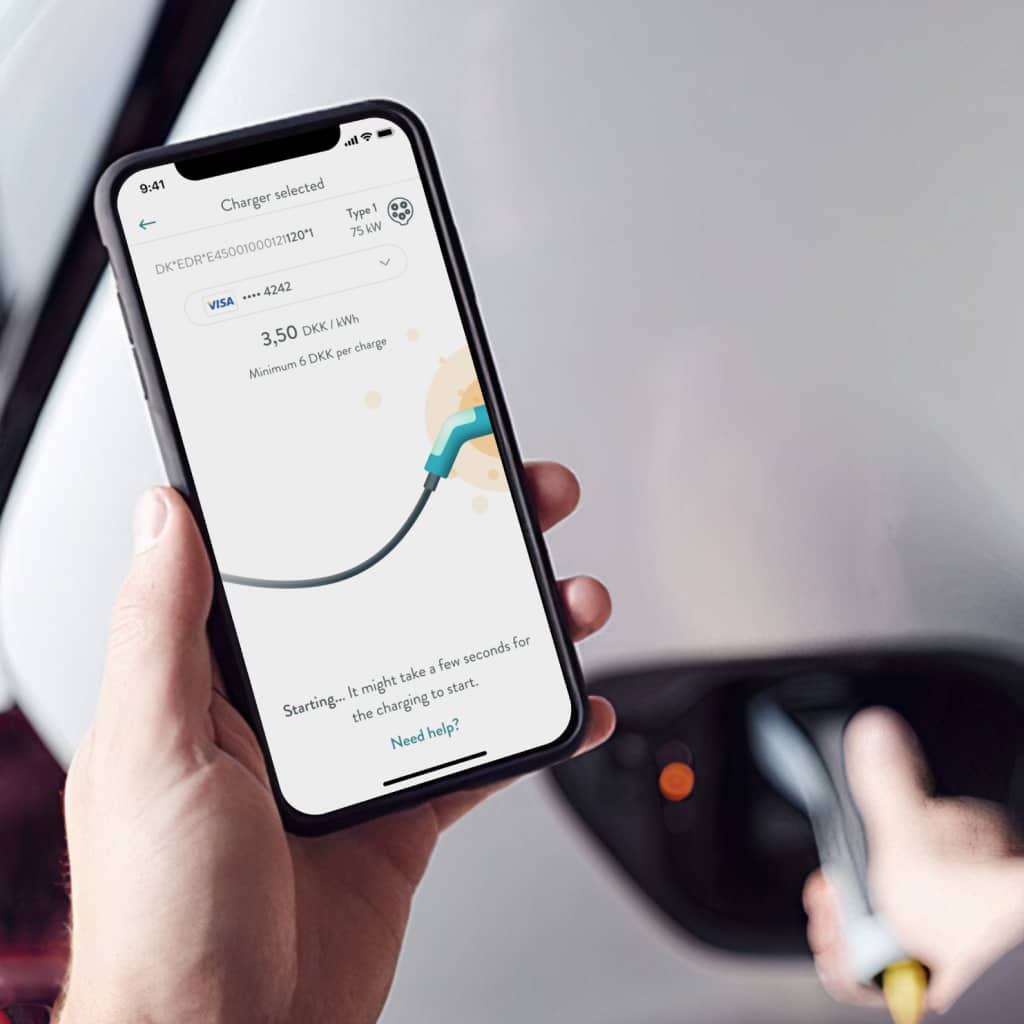 9:41
Charger selected
DK*EDR*E45001000121120*1
Type 1
75 kW
VISA •••• 4242
3,50 DKK / kWh
Minimum 6 DKK per charge
Starting... It might take a few seconds for
the charging to start.
Need help?